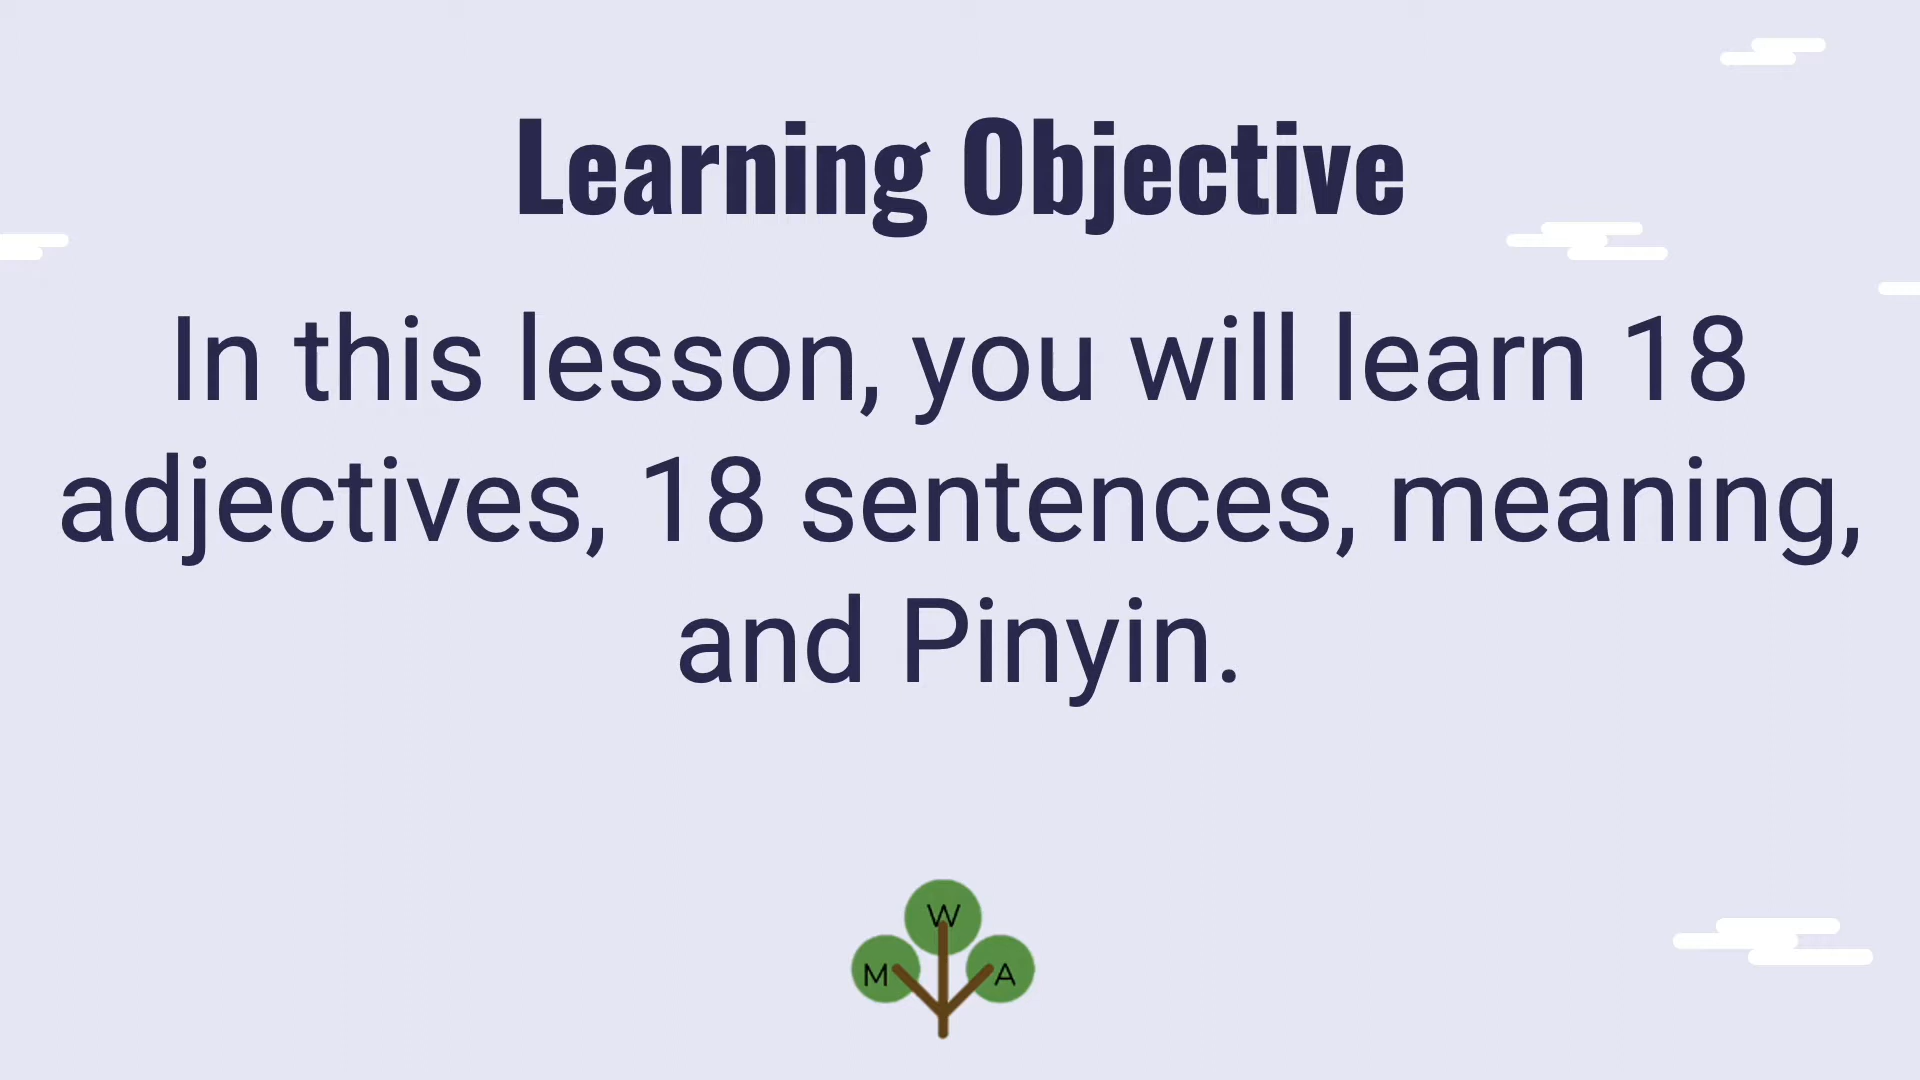 Learning Objective
In this lesson, you will learn 18
adjectives, 18 sentences, meaning,
and Pinyin.
W
M A